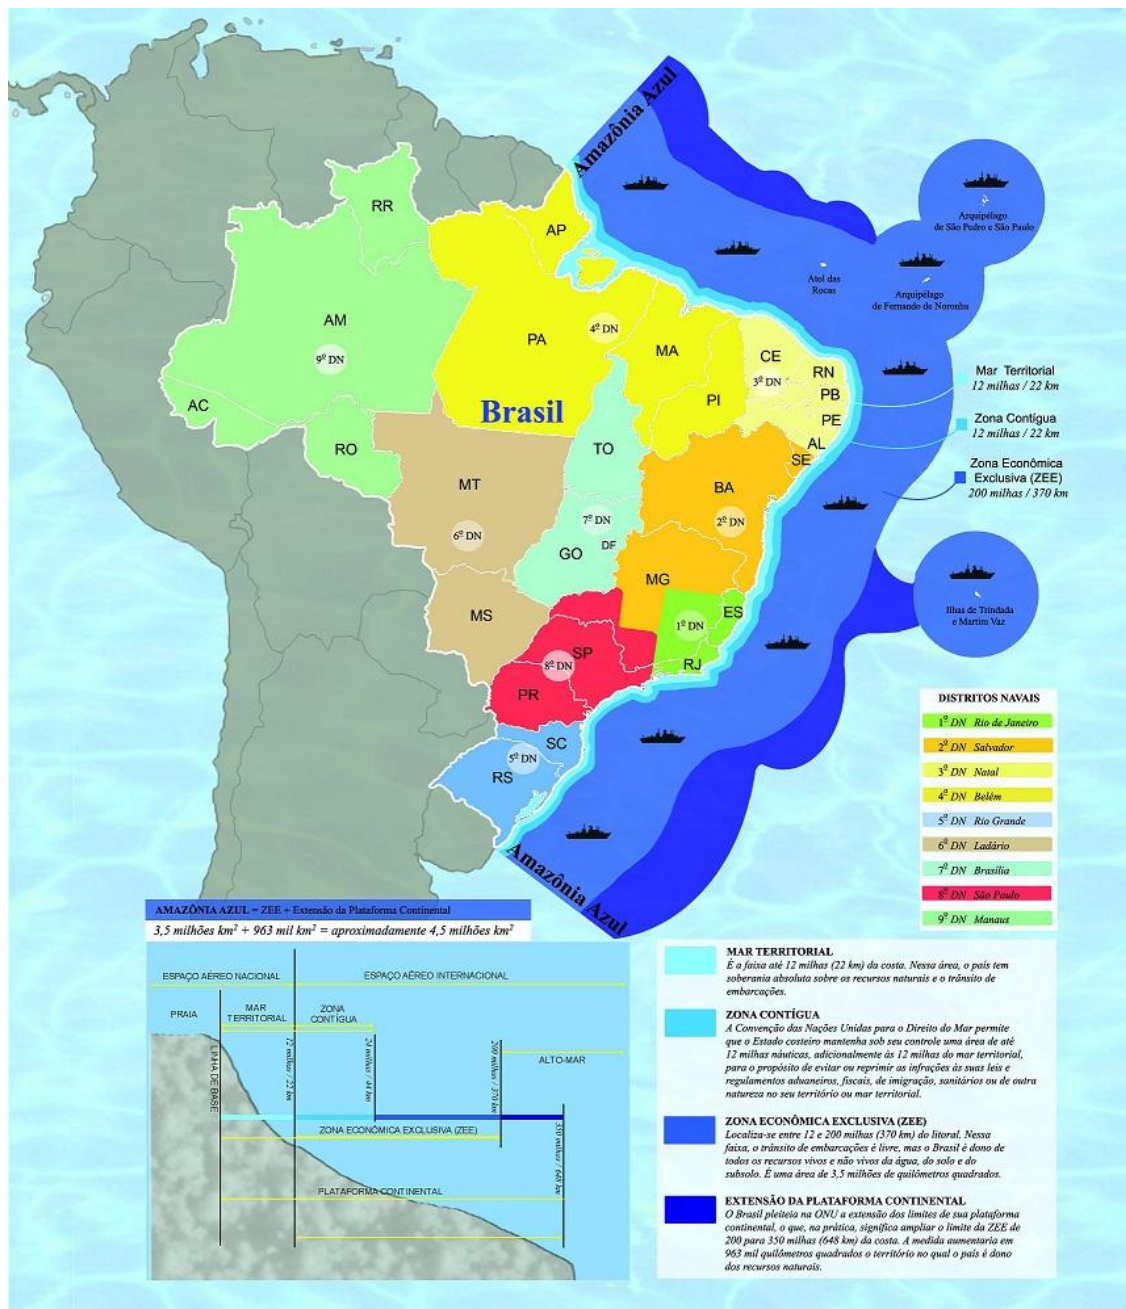 Amazônia Azul
Arquipélago
de São Pedro e São Paulo
Atol das
Rocas
Arquipélago
de Fernando de Noronha
RR
AP
AM
9º DN
PA
4º DN
MA
CE
3º DN
RN
PB
PE
PI
AL
SE
AC
RO
Brasil
TO
MT
6º DN
7º DN
GO
DF
BA
2º DN
MG
ES
1º DN
RJ
MS
SP
8º DN
PR
SC
5º DN
RS
Mar Territorial
12 milhas / 22 km
Zona Contígua
12 milhas / 22 km
Zona Econômica
Exclusiva (ZEE)
200 milhas / 370 km
Ilhas de Trindada
e Martim Vaz
Amazônia Azul
DISTRITOS NAVAIS
1º DN Rio de Janeiro
2º DN Salvador
3º DN Natal
4º DN Belém
5º DN Rio Grande
6º DN Ladário
7º DN Brasília
8º DN São Paulo
9º DN Manaus
AMAZÔNIA AZUL = ZEE + Extensão da Plataforma Continental
3,5 milhões km² + 963 mil km² = aproximadamente 4,5 milhões km²
ESPAÇO AÉREO NACIONAL
ESPAÇO AÉREO INTERNACIONAL
PRAIA
MAR
TERRITORIAL
ZONA
CONTÍGUA
LINHA DE BASE
12 milhas / 22 km
24 milhas / 44 km
200 milhas / 370 km
ALTO-MAR
350 milhas / 648 km
ZONA ECONÔMICA EXCLUSIVA (ZEE)
PLATAFORMA CONTINENTAL
MAR TERRITORIAL
É a faixa até 12 milhas (22 km) da costa. Nessa área, o país tem
soberania absoluta sobre os recursos naturais e o trânsito de
embarcações.
ZONA CONTÍGUA
A Convenção das Nações Unidas para o Direito do Mar permite
que o Estado costeiro mantenha sob seu controle uma área de até
12 milhas náuticas, adicionalmente às 12 milhas do mar territorial,
para o propósito de evitar ou reprimir as infrações às suas leis e
regulamentos aduaneiros, fiscais, de imigração, sanitários ou de outra
natureza no seu território ou mar territorial.
ZONA ECONÔMICA EXCLUSIVA (ZEE)
Localiza-se entre 12 e 200 milhas (370 km) do litoral. Nessa
faixa, o trânsito de embarcações é livre, mas o Brasil é dono de
todos os recursos vivos e não vivos da água, do solo e do
subsolo. É uma área de 3,5 milhões de quilômetros quadrados.
EXTENSÃO DA PLATAFORMA CONTINENTAL
O Brasil pleiteia na ONU a extensão dos limites de sua plataforma
continental, o que, na prática, significa ampliar o limite da ZEE de
200 para 350 milhas (648 km) da costa. A medida aumentaria em
963 mil quilômetros quadrados o território no qual o país é dono
dos recursos naturais.